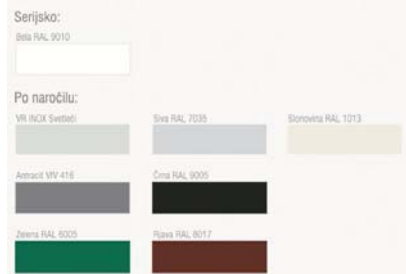 Serijsko:
Bela RAL 9010
Po naročilu:
VR INOX Svetleči
Siva RAL 7035
Slonovina RAL 1013
Antracit VIV 416
Črna RAL 9005
Zelena RAL 6005
Rjava RAL 8017